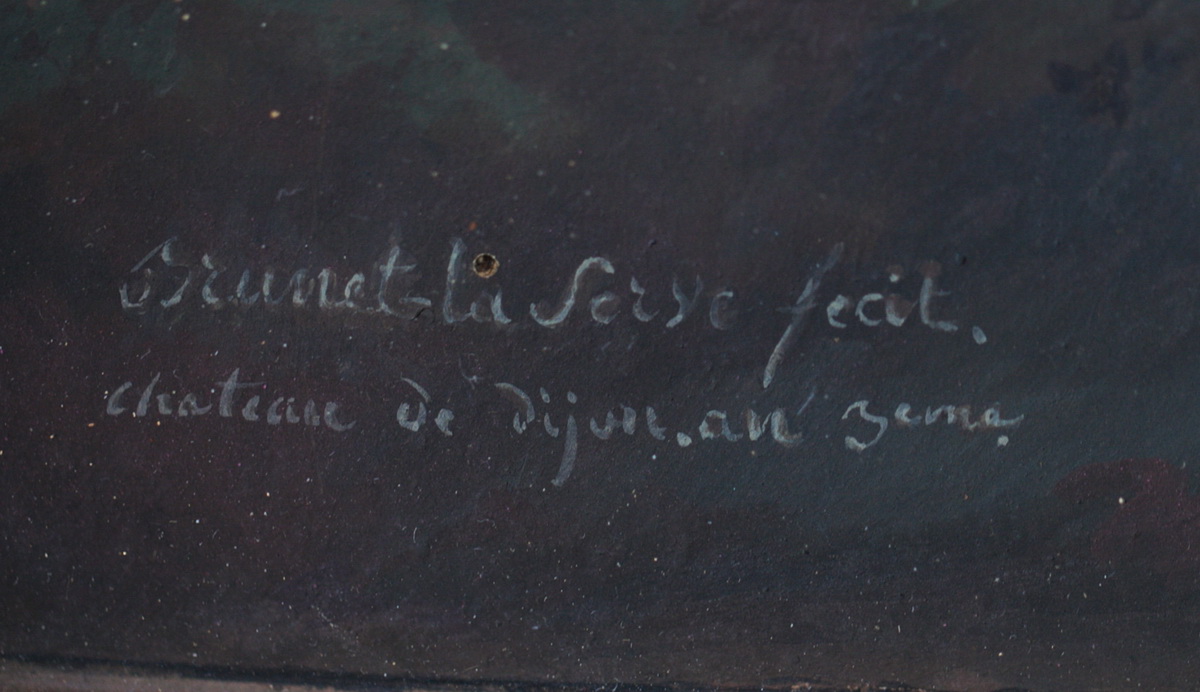 Brunet la Serve fecit.
chateau de dijon. an 3eme.